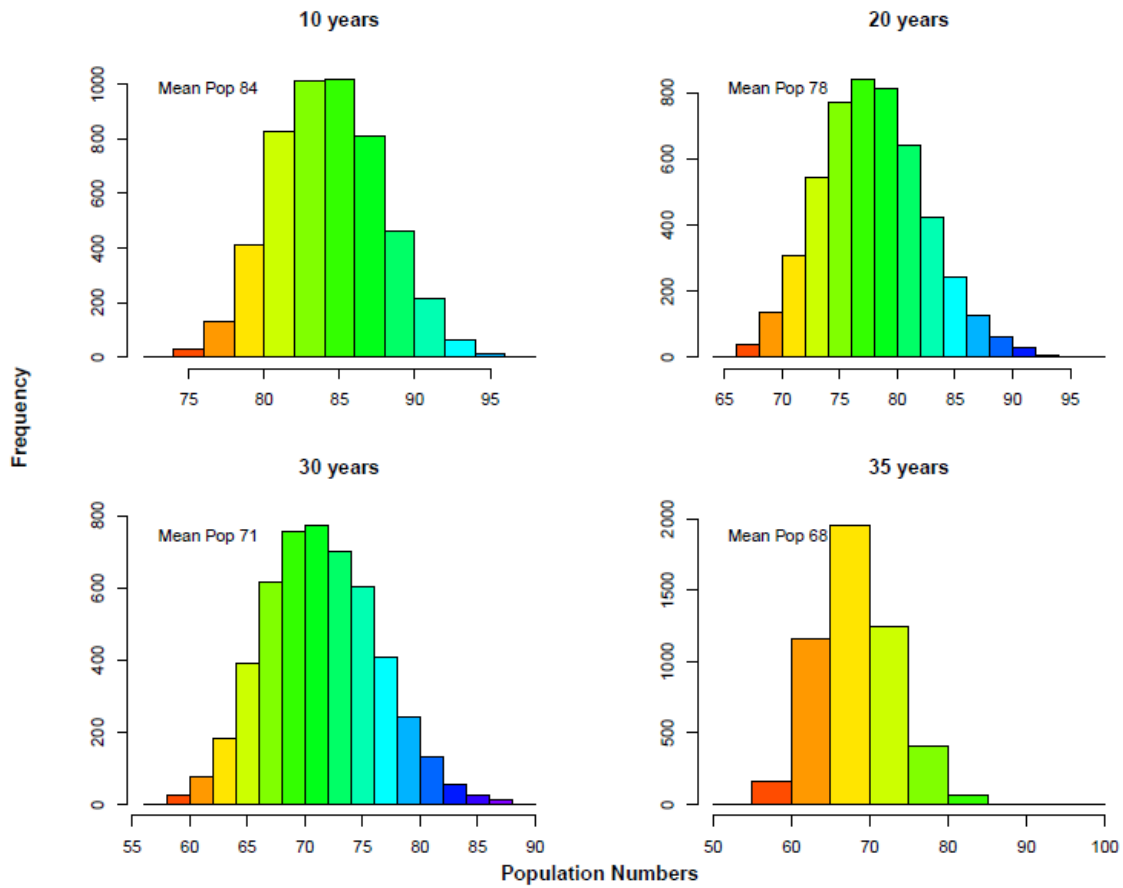 10 years
Mean Pop 84
0 200 400 600 800 1000
75 80 85 90 95
20 years
Mean Pop 78
0 200 400 600 800
65 70 75 80 85 90 95
Frequency
30 years
Mean Pop 71
0 200 400 600 800
55 60 65 70 75 80 85 90
35 years
Mean Pop 68
0 500 1000 1500 2000
50 60 70 80 90 100
Population Numbers